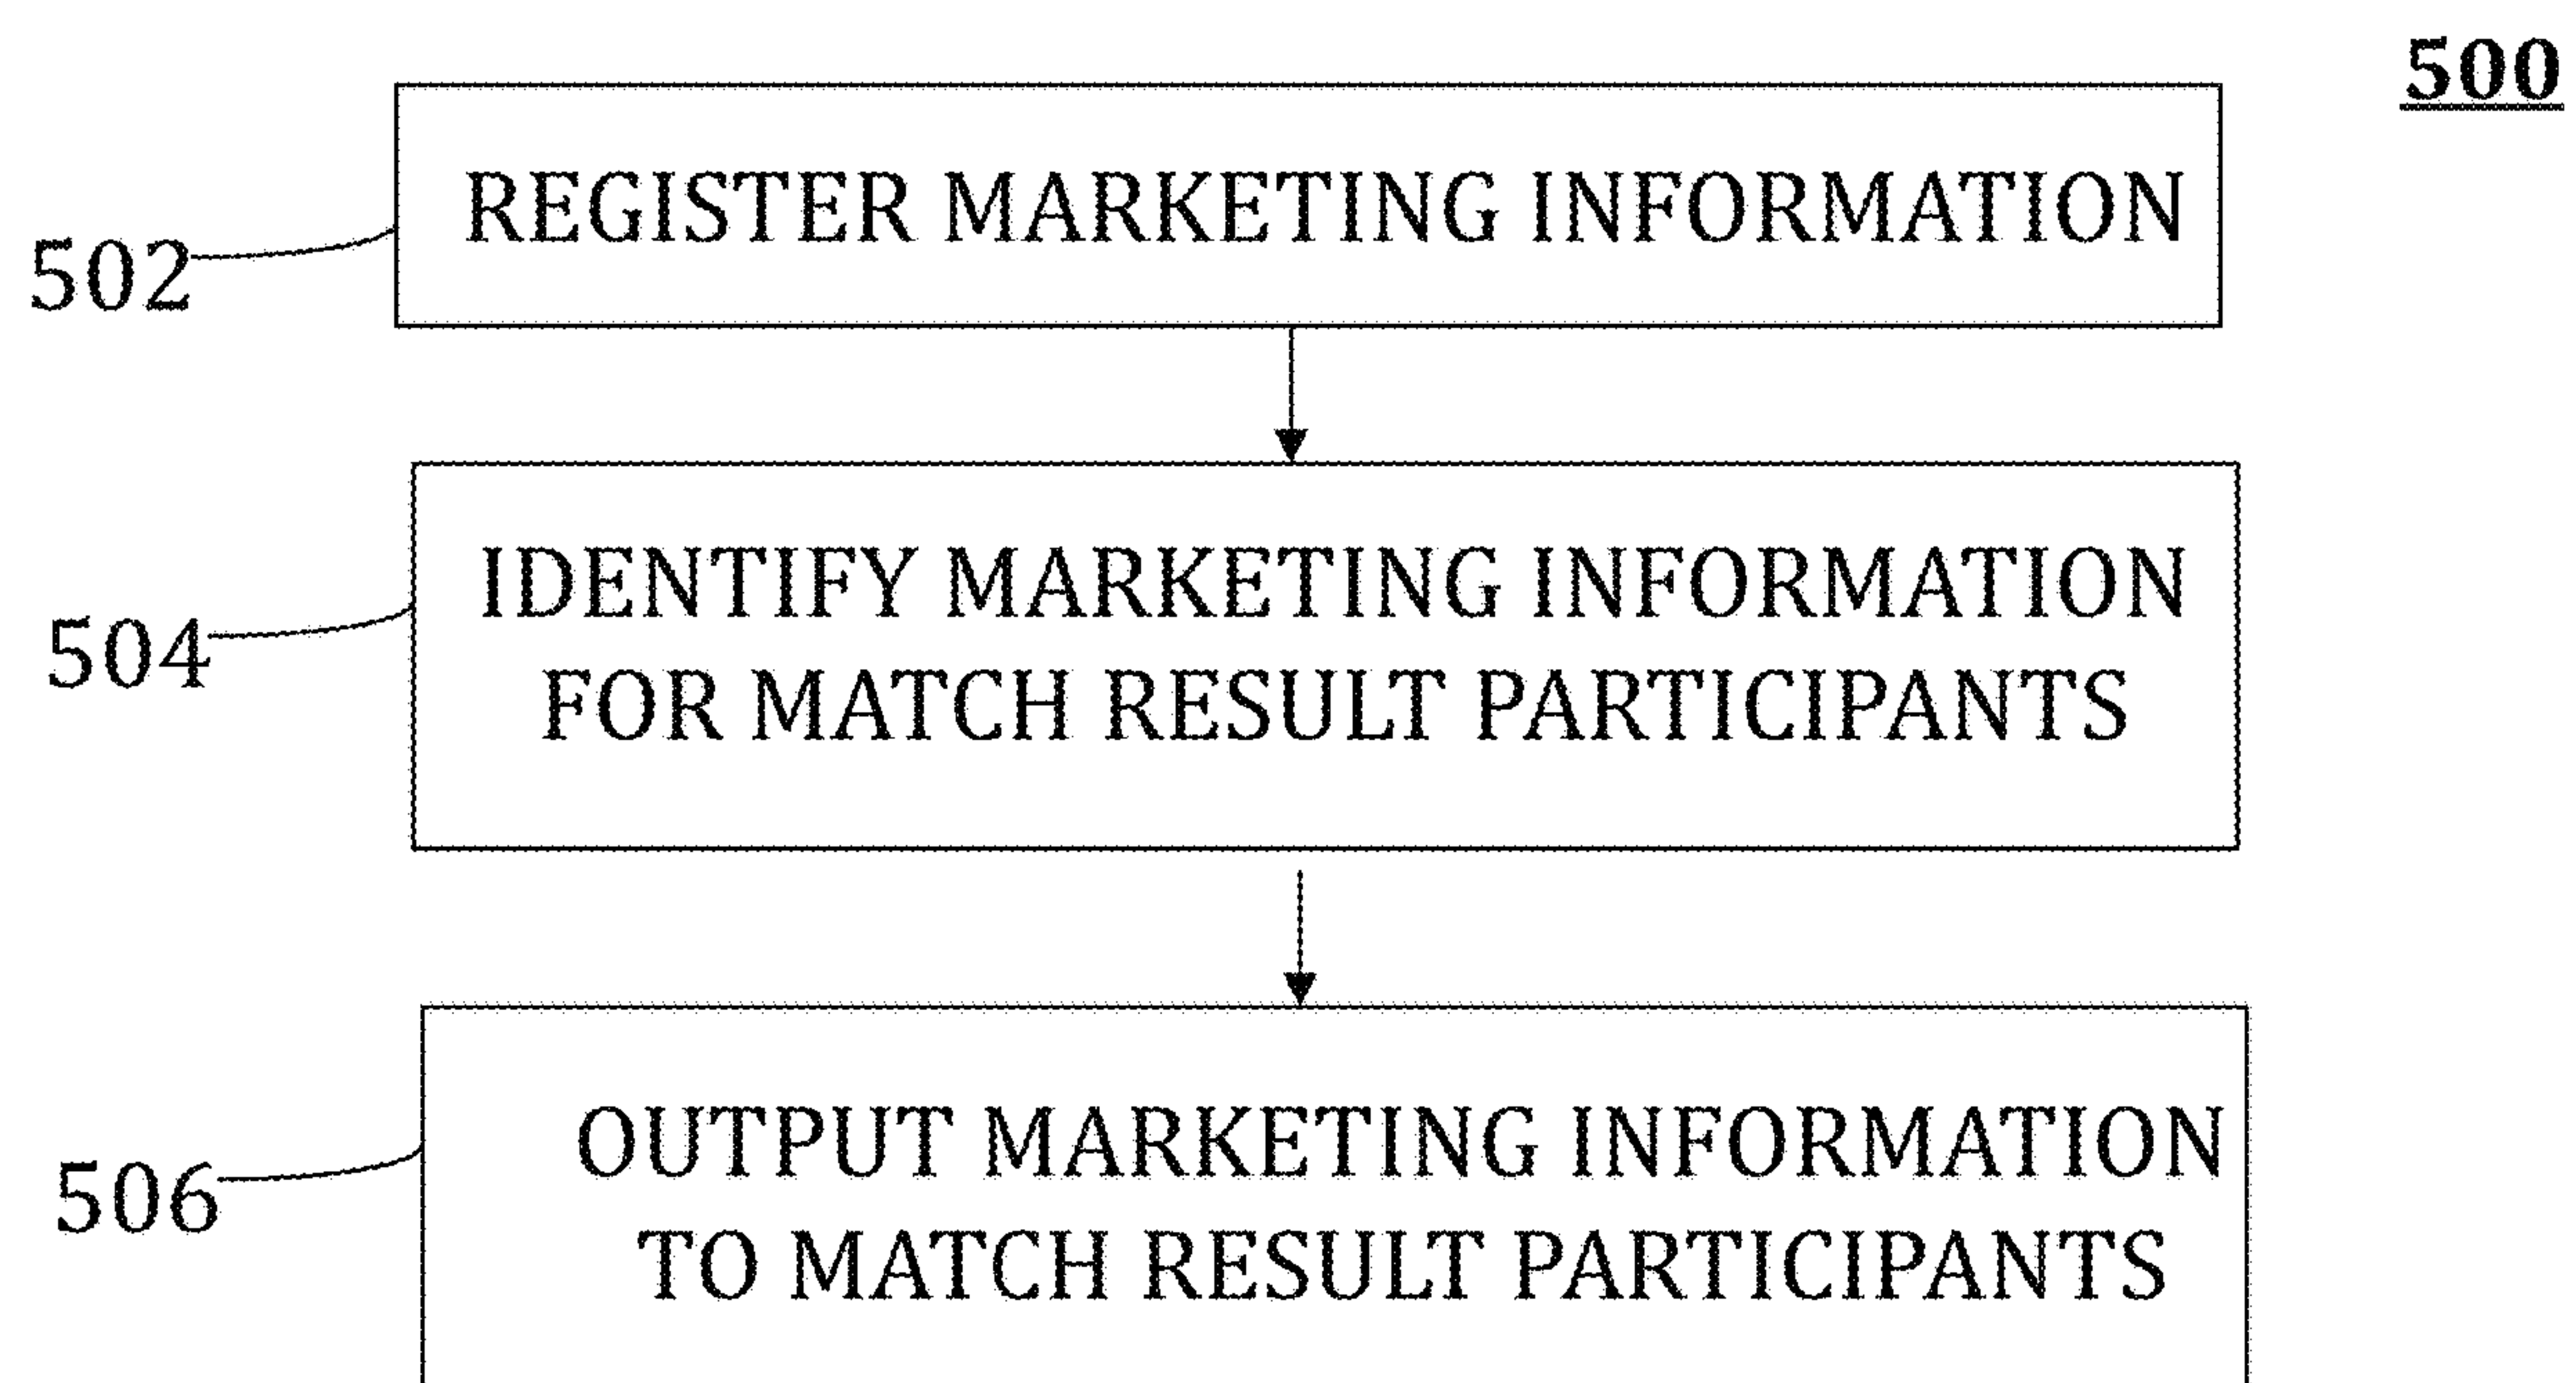 500
REGISTER MARKETING INFORMATION
502
IDENTIFY MARKETING INFORMATION
FOR MATCH RESULT PARTICIPANTS
504
OUTPUT MARKETING INFORMATION
TO MATCH RESULT PARTICIPANTS
506